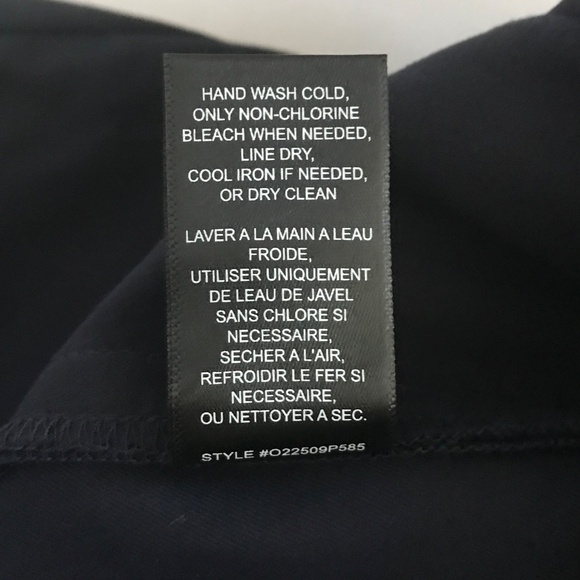 HAND WASH COLD,
ONLY NON-CHLORINE
BLEACH WHEN NEEDED,
LINE DRY,
COOL IRON IF NEEDED,
OR DRY CLEAN
LAVER A LA MAIN A LEAU
FROIDE,
UTILISER UNIQUEMENT
DE LEAU DE JAVEL
SANS CHLORE SI
NECESSAIRE,
SECHER A L'AIR,
REFROIDIR LE FER SI
NECESSAIRE,
OU NETTOYER A SEC.
STYLE #O22509P585